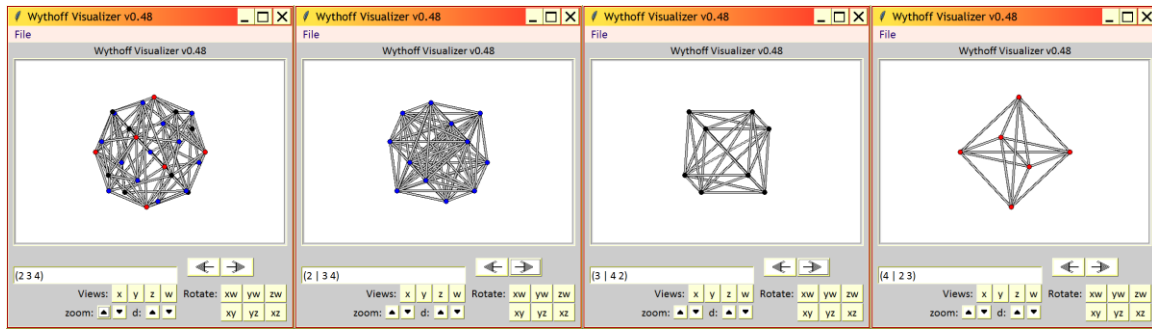 Wythoff Visualizer v0.48
File
Wythoff Visualizer v0.48
(2 3 4)
Views: x y z w Rotate: xw yw zw
zoom: d: xy yz xz
Wythoff Visualizer v0.48
File
Wythoff Visualizer v0.48
(2 | 3 4)
Views: x y z w Rotate: xw yw zw
zoom: d: xy yz xz
Wythoff Visualizer v0.48
File
Wythoff Visualizer v0.48
(3 | 4 2)
Views: x y z w Rotate: xw yw zw
zoom: d: xy yz xz
Wythoff Visualizer v0.48
File
Wythoff Visualizer v0.48
(4 | 2 3)
Views: x y z w Rotate: xw yw zw
zoom: d: xy yz xz